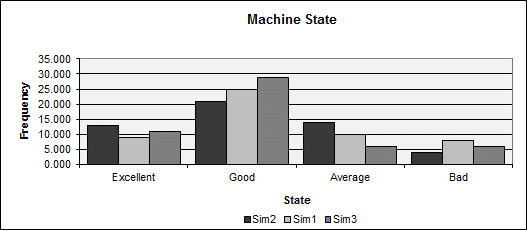 Machine State
Frequency
35.000
30.000
25.000
20.000
15.000
10.000
5.000
0.000
Excellent Good Average Bad
State
Sim2 Sim1 Sim3